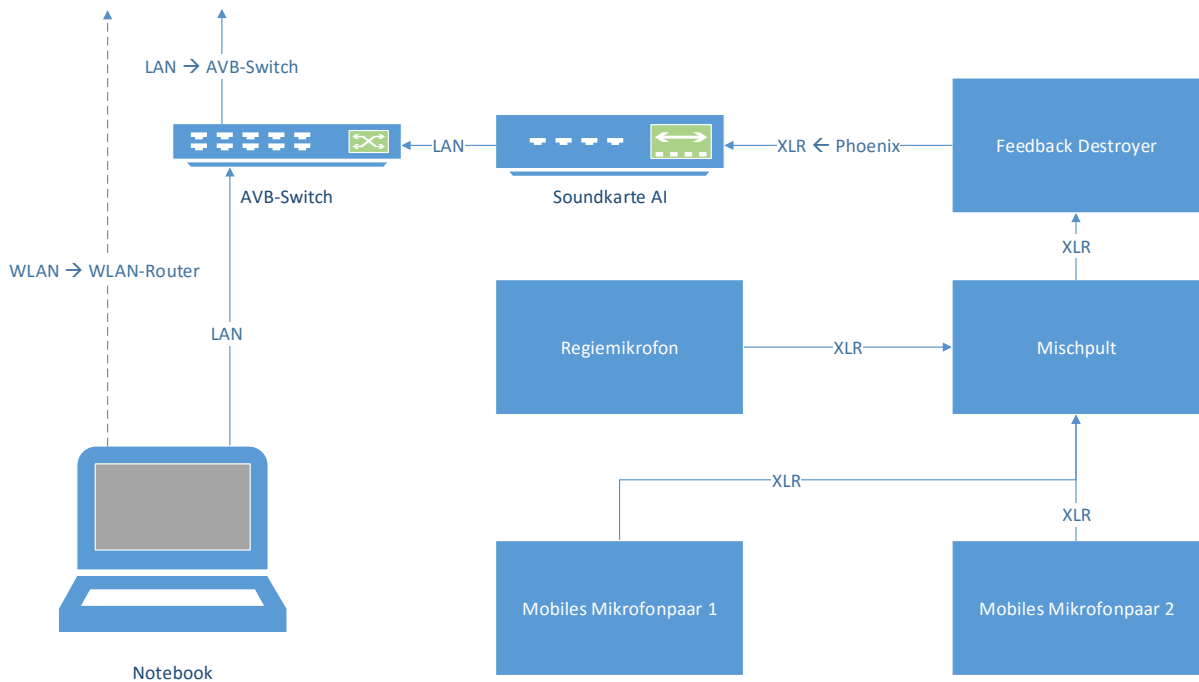 LAN → AVB-Switch
LAN
XLR ← Phoenix
Feedback Destroyer
AVB-Switch
Soundkarte AI
XLR
WLAN → WLAN-Router
LAN
Regiemikrofon
XLR
Mischpult
XLR
XLR
Mobiles Mikrofonpaar 1
Mobiles Mikrofonpaar 2
Notebook